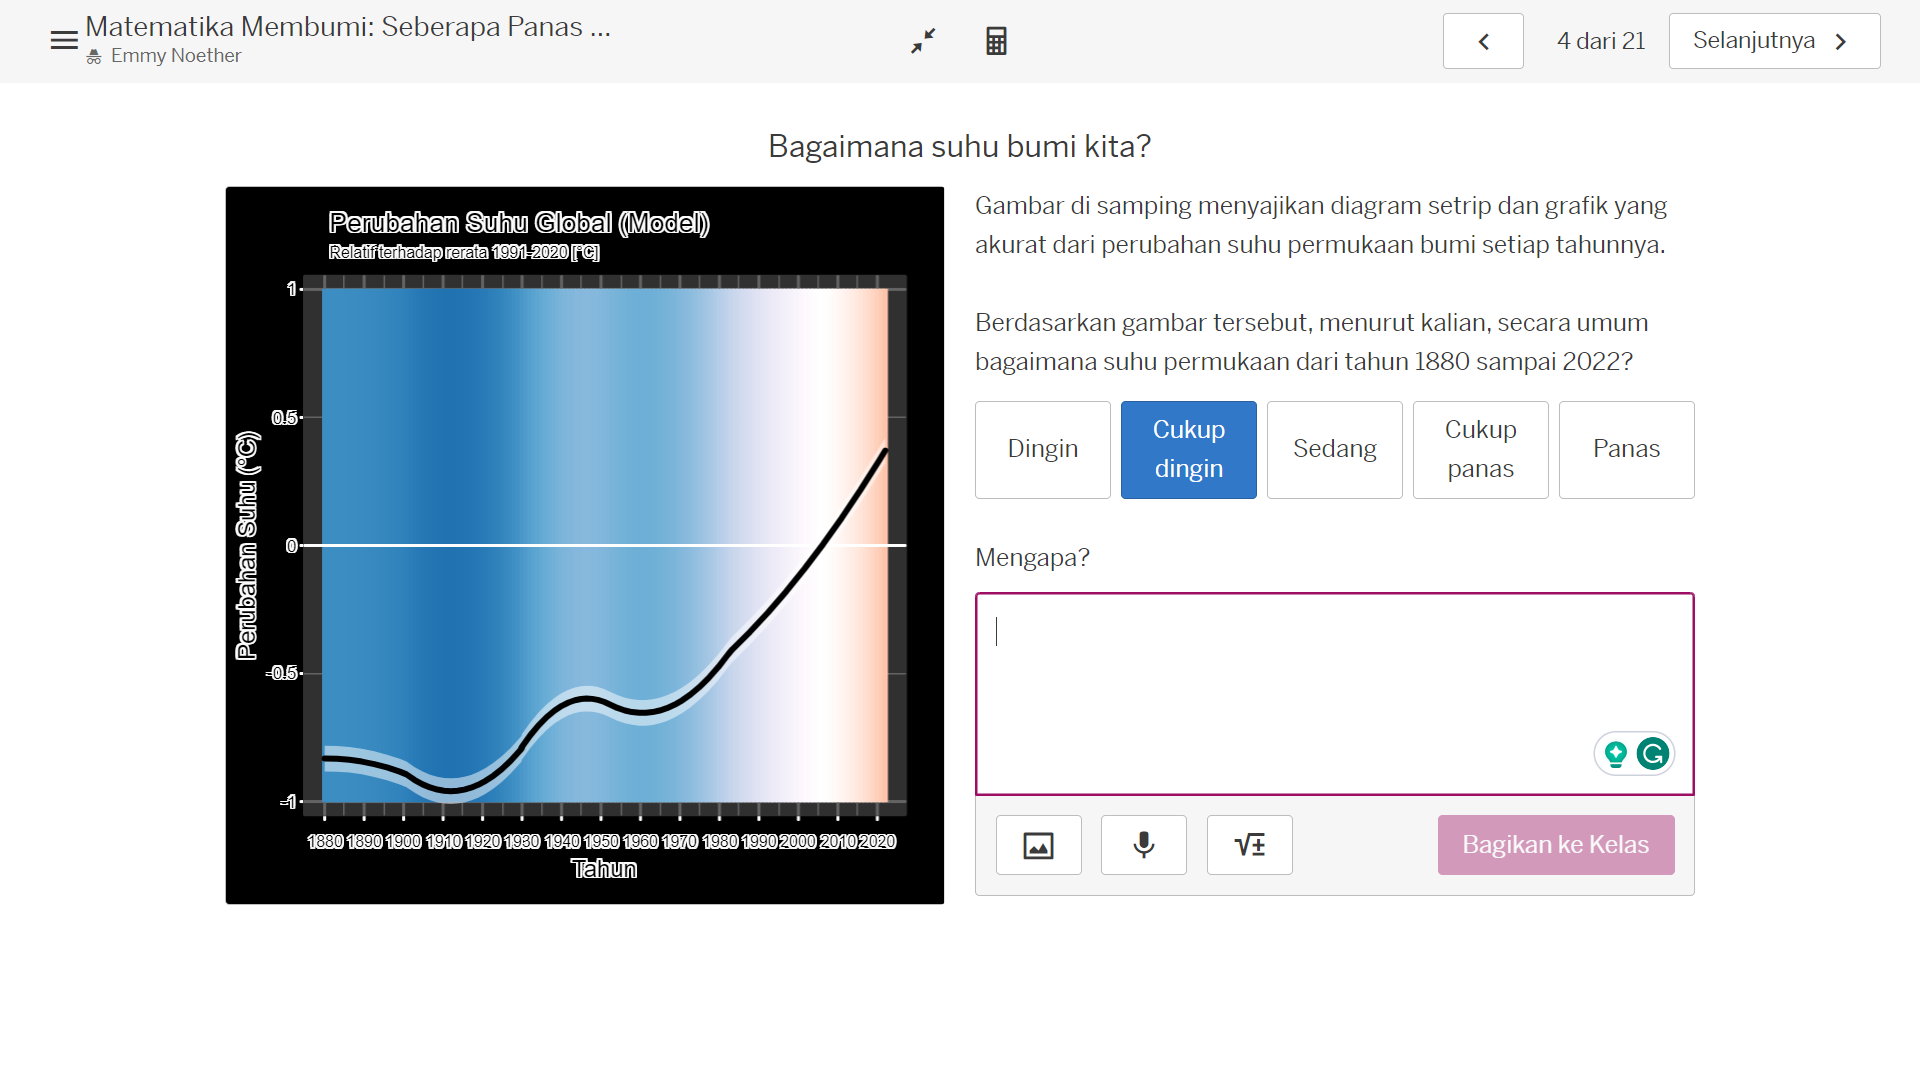 Matematika Membumi: Seberapa Panas ...
Emmy Noether
4 dari 21
Selanjutnya
Bagaimana suhu bumi kita?
Perubahan Suhu Global (Model)
Relatif terhadap rerata 1991-2020 [°C]
1
0.5
0
-0.5
-1
Perubahan Suhu (°C)
1880 1890 1900 1910 1920 1930 1940 1950 1960 1970 1980 1990 2000 2010 2020
Tahun
Gambar di samping menyajikan diagram setrip dan grafik yang
akurat dari perubahan suhu permukaan bumi setiap tahunnya.
Berdasarkan gambar tersebut, menurut kalian, secara umum
bagaimana suhu permukaan dari tahun 1880 sampai 2022?
Dingin
Cukup
dingin
Sedang
Cukup
panas
Panas
Mengapa?
Bagikan ke Kelas